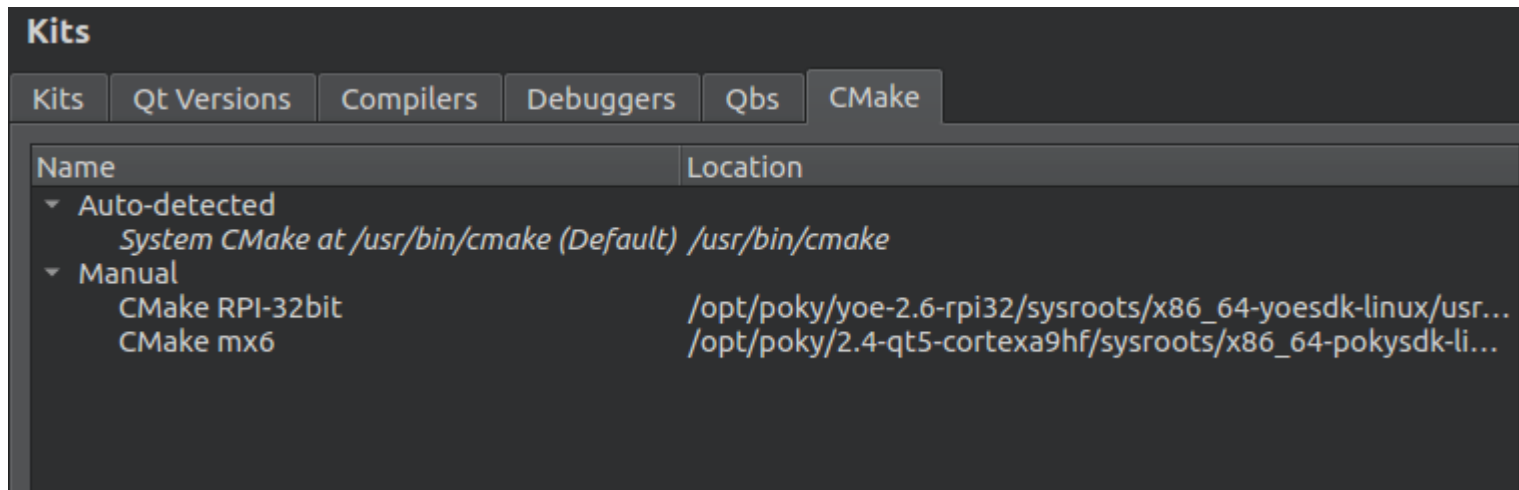 Kits
Kits Qt Versions Compilers Debuggers Qbs CMake
Name Location
Auto-detected
System CMake at /usr/bin/cmake (Default) /usr/bin/cmake
Manual
CMake RPI-32bit /opt/poky/yoe-2.6-rpi32/sysroots/x86_64-yoesdk-linux/usr...
CMake mx6 /opt/poky/2.4-qt5-cortexa9hf/sysroots/x86_64-pokysdk-li...